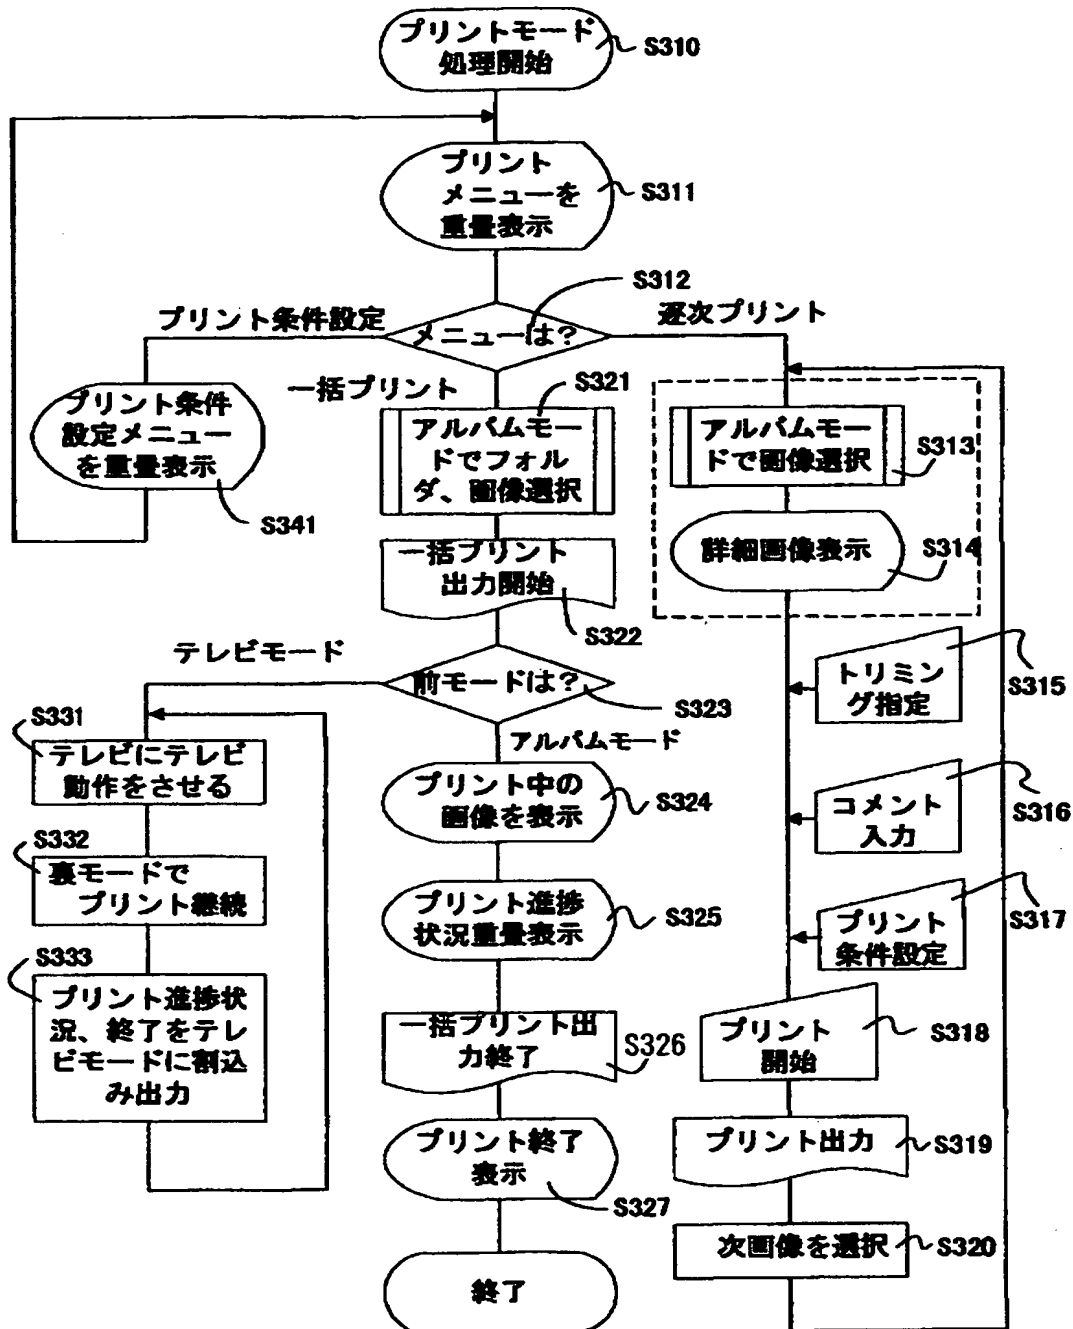 プリントモード
処理開始
S310
プリント
メニューを
重畳表示
S311
S312
メニューは?
プリント条件設定
逐次プリント
一括プリント
プリント条件
設定メニュー
を重畳表示
S341
S321
アルバムモー
ドでフォル
ダ、画像選択
アルバムモー
ドで画像選択
S313
詳細画像表示
S314
一括プリント
出力開始
S322
テレビモード
前モードは?
S323
アルバムモード
トリミン
グ指定
S315
コメント
入力
S316
プリント
条件設定
S317
S331
テレビにテレビ
動作をさせる
S332
裏モードで
プリント継続
S333
プリント進捗状
況、終了をテレ
ビモードに割込
み出力
プリント中の
画像を表示
S324
プリント進捗
状況重畳表示
S325
一括プリント出
力終了
S326
プリント終了
表示
S327
終了
プリント
開始
S318
プリント出力
S319
次画像を選択
S320